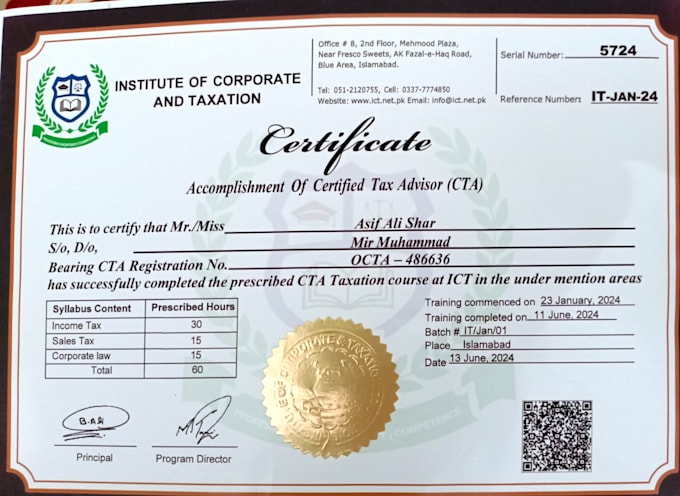 INSTITUTE OF CORPORATE
AND TAXATION
Office # 8, 2nd Floor, Mehmood Plaza,
Near Fresco Sweets, AK Fazal-e-Haq Road,
Blue Area, Islamabad.
Tel: 051-2120755, Cell: 0337-7774850
Website: www.ict.net.pk Email: info@ict.net.pk
Serial Number: 5724
Reference Number: IT-JAN-24
Certificate
Accomplishment Of Certified Tax Advisor (CTA)
This is to certify that Mr./Miss Asif Ali Shar
S/o, D/o, Mir Muhammad
Bearing CTA Registration No. OCTA – 486636
has successfully completed the prescribed CTA Taxation course at ICT in the under mention areas
Syllabus Content Prescribed Hours
Income Tax 30
Sales Tax 15
Corporate law 15
Total 60
Training commenced on 23 January, 2024
Training completed on 11 June, 2024
Batch # IT/Jan/01
Place Islamabad
Date 13 June, 2024
B.Ali
Principal
Program Director